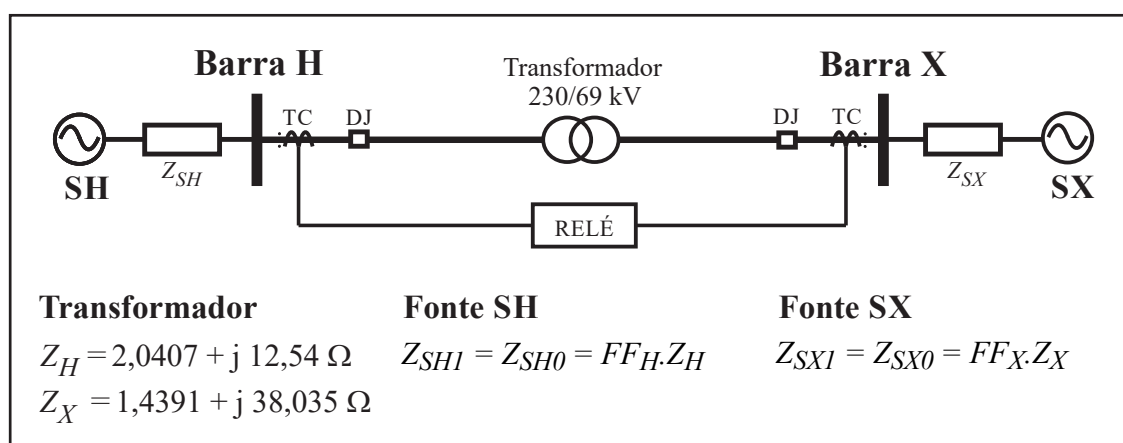 Barra H
Transformador
230/69 kV
Barra X
TC
DJ
DJ
TC
SH
Z_SH
Z_SX
SX
RELÉ
Transformador
Z_H = 2,0407 + j 12,54 Ω
Z_X = 1,4391 + j 38,035 Ω
Fonte SH
Z_SH1 = Z_SH0 = FF_H.Z_H
Fonte SX
Z_SX1 = Z_SX0 = FF_X.Z_X